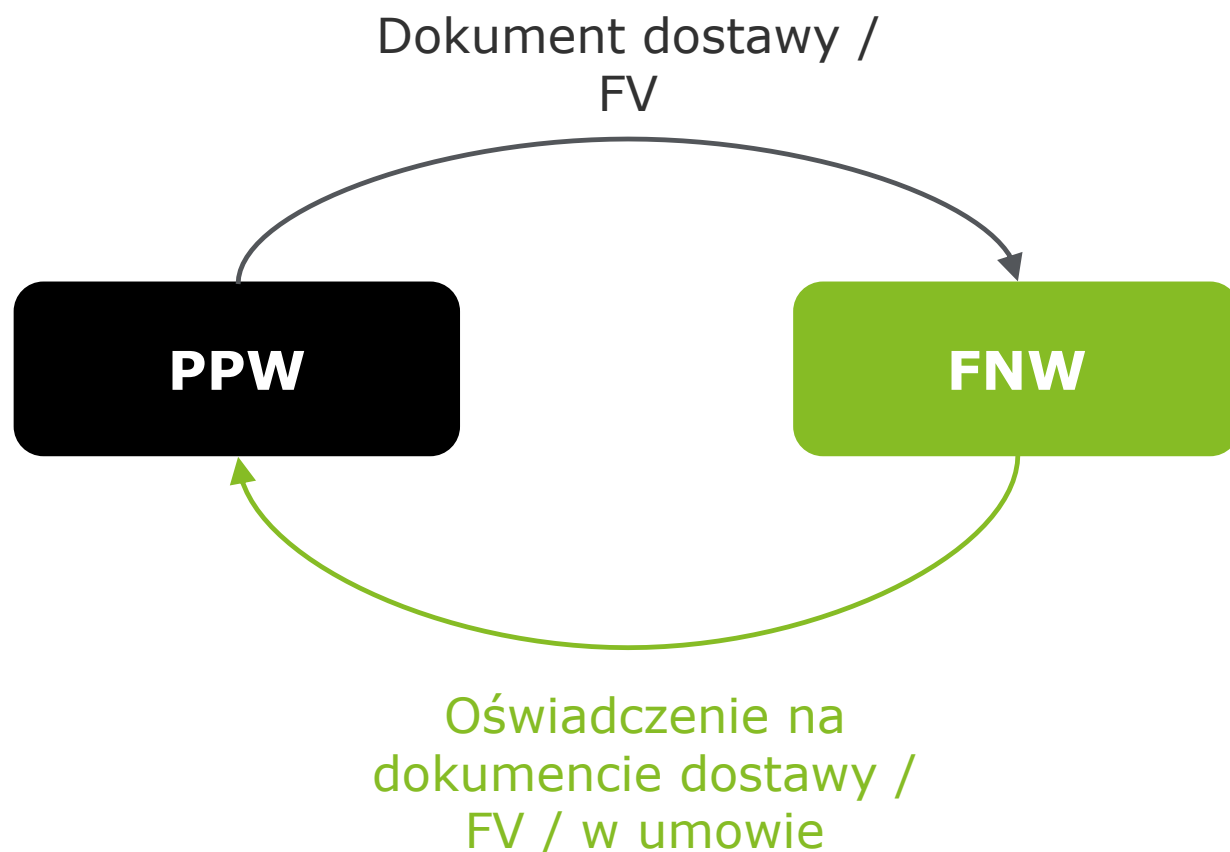 Dokument dostawy /
FV
PPW
FNW
Oświadczenie na
dokumencie dostawy /
FV / w umowie